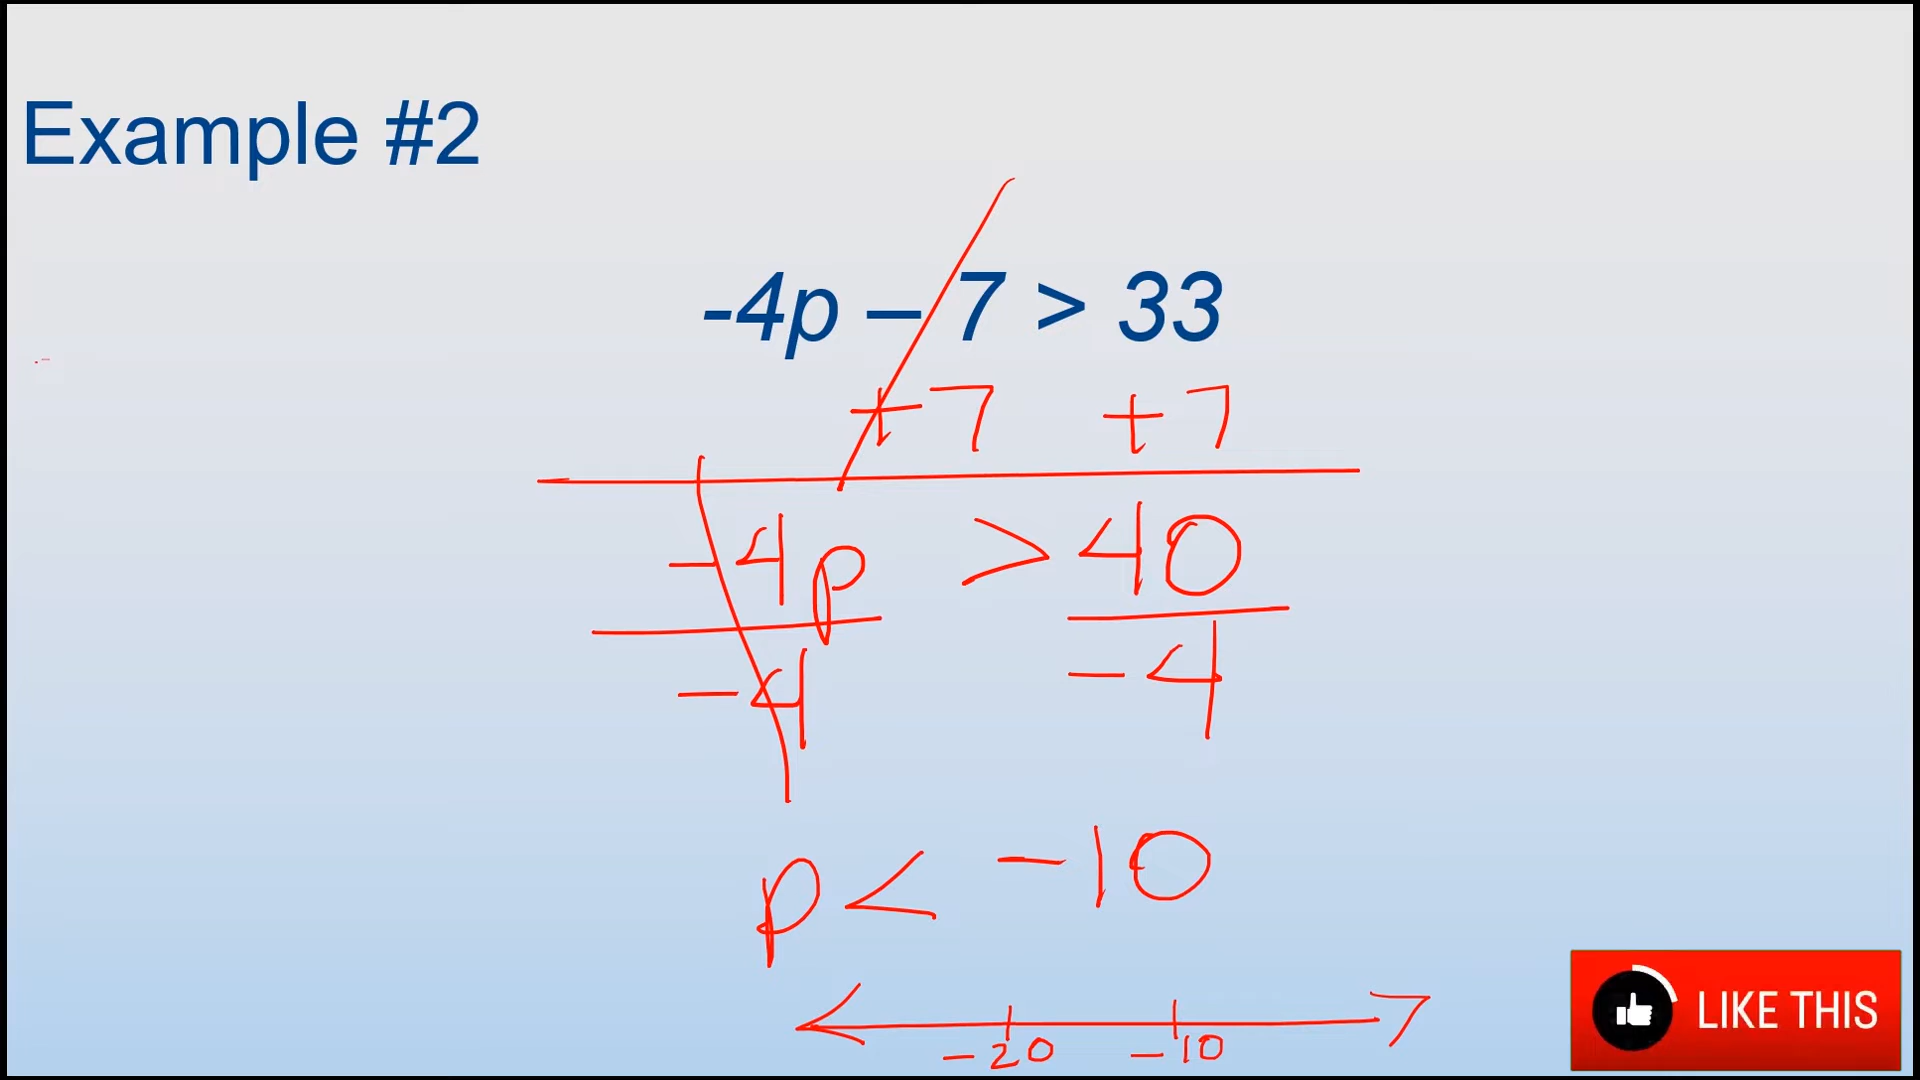 Example #2
-4p – 7 > 33
+7 +7
-4p > 40
-4 -4
p < -10
-20 -10
LIKE THIS